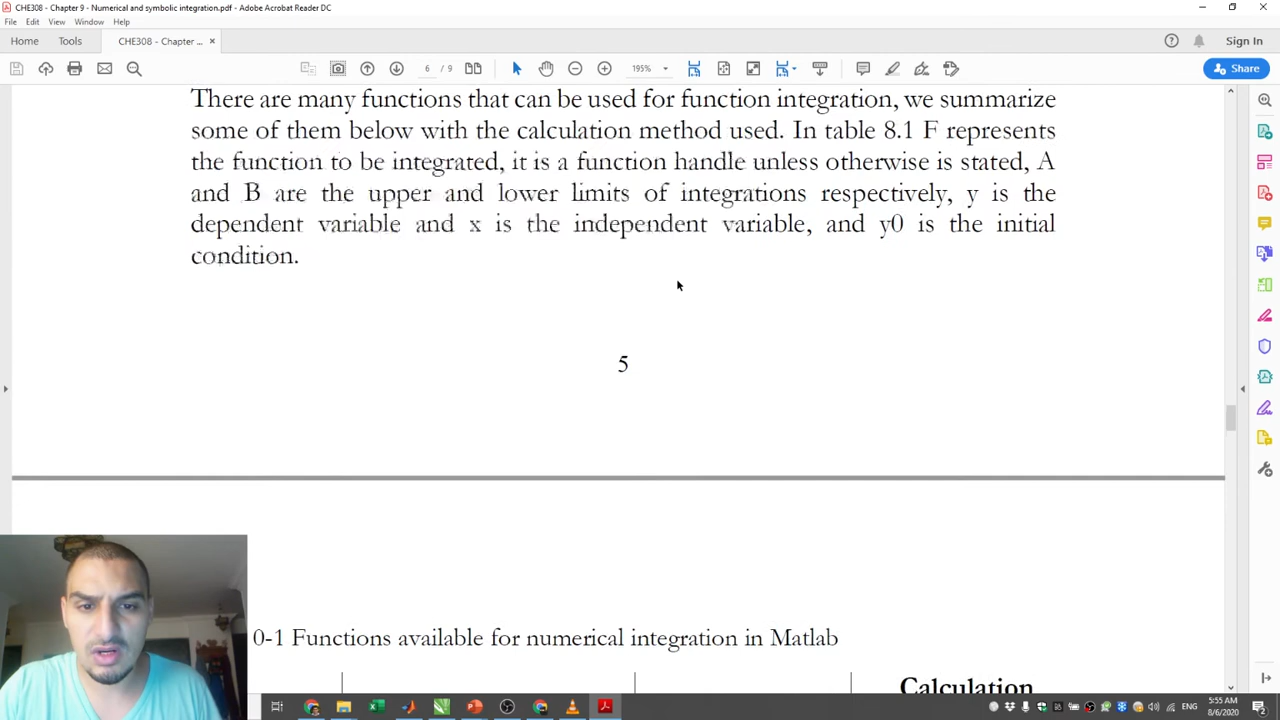 CHE308 - Chapter 9 - Numerical and symbolic integration.pdf - Adobe Acrobat Reader DC
File Edit View Window Help
Home Tools CHE308 - Chapter ... × Sign In
6 / 9 195% Share
There are many functions that can be used for function integration, we summarize
some of them below with the calculation method used. In table 8.1 F represents
the function to be integrated, it is a function handle unless otherwise is stated, A
and B are the upper and lower limits of integrations respectively, y is the
dependent variable and x is the independent variable, and y0 is the initial
condition.
5
0-1 Functions available for numerical integration in Matlab
Calculation
ENG
5:55 AM
8/6/2020
2